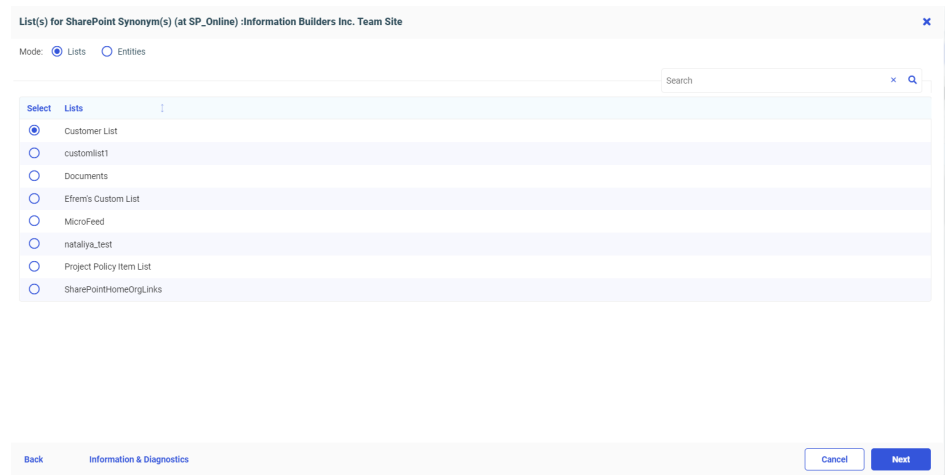 List(s) for SharePoint Synonym(s) (at SP_Online) :Information Builders Inc. Team Site
Mode: Lists Entities
Search
Select Lists
Customer List
customlist1
Documents
Efrem's Custom List
MicroFeed
nataliya_test
Project Policy Item List
SharePointHomeOrgLinks
Back Information & Diagnostics Cancel Next